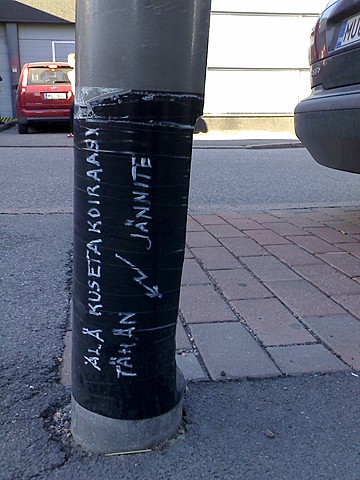 ÄLÄ KUSETA KOIRAASI
TÄHÄN
JÄNNITE